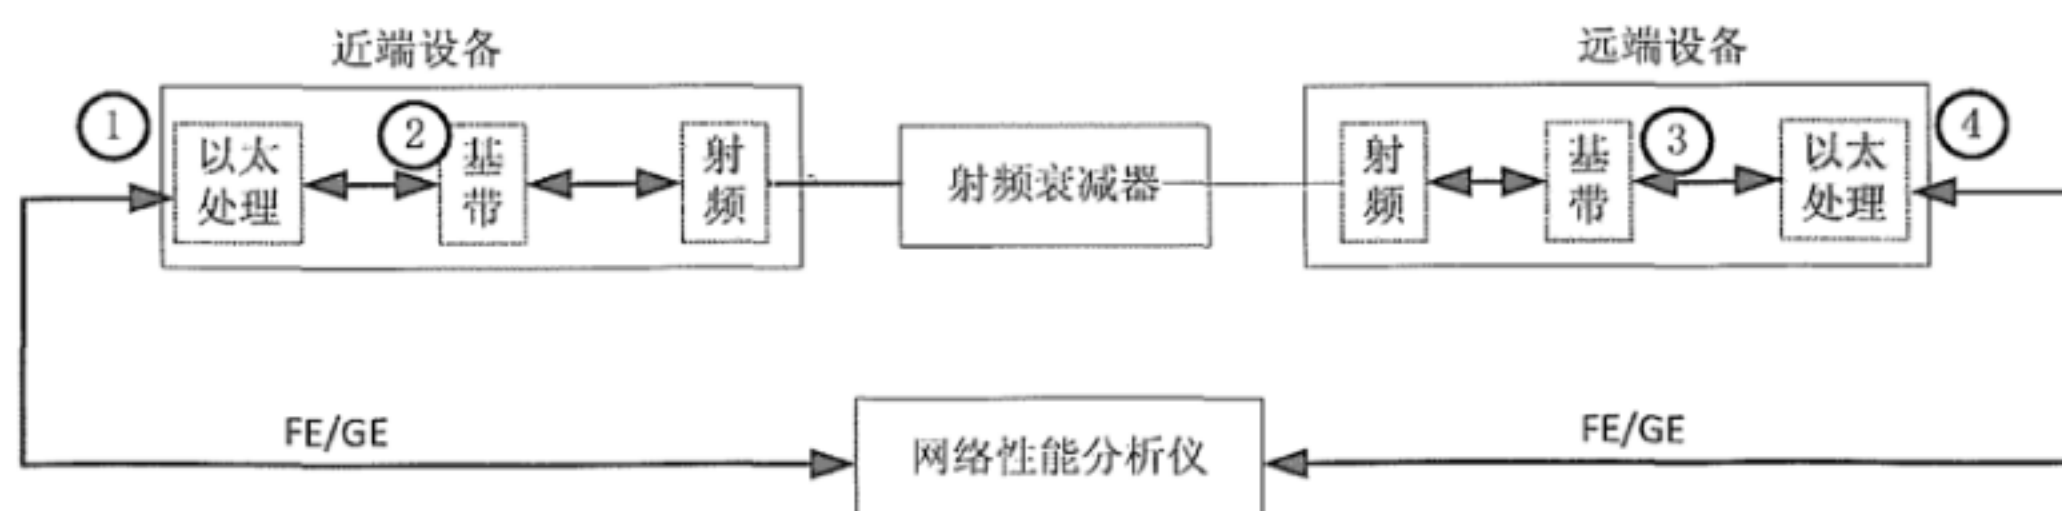 近端设备
远端设备
①
以太
处理
②
基
带
射
频
射频衰减器
射
频
基
带
③
以太
处理
④
FE/GE
网络性能分析仪
FE/GE